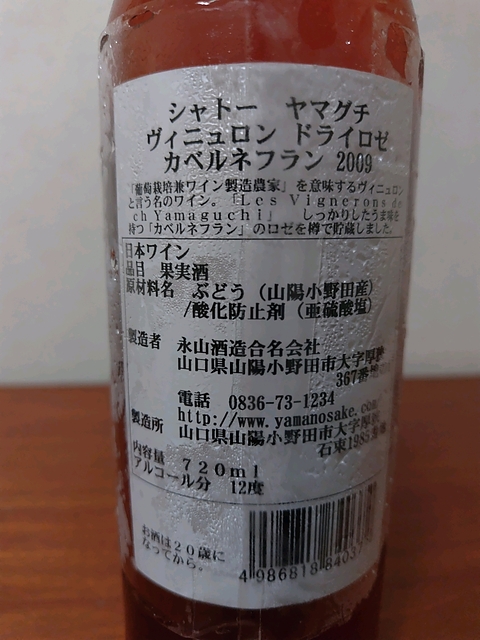 シャトー ヤマグチ
ヴィニュロン ドライロゼ
カベルネフラン 2009
「葡萄栽培兼ワイン製造農家」を意味するヴィニュロン
と言う名のワイン。「Les Vignerons de
ch Yamaguchi」 しっかりしたうま味を
持つ「カベルネフラン」のロゼを樽で貯蔵しました。
日本ワイン
品目 果実酒
原材料名 ぶどう（山陽小野田産）
/酸化防止剤（亜硫酸塩）
製造者 永山酒造合名会社
山口県山陽小野田市大字厚狭
367番
電話 0836-73-1234
http://www.yamanosake.com
製造所 山口県山陽小野田市大字厚狭
石束1985
内容量 720ml
アルコール分 12度
お酒は20歳に
なってから。
4 986818 8403